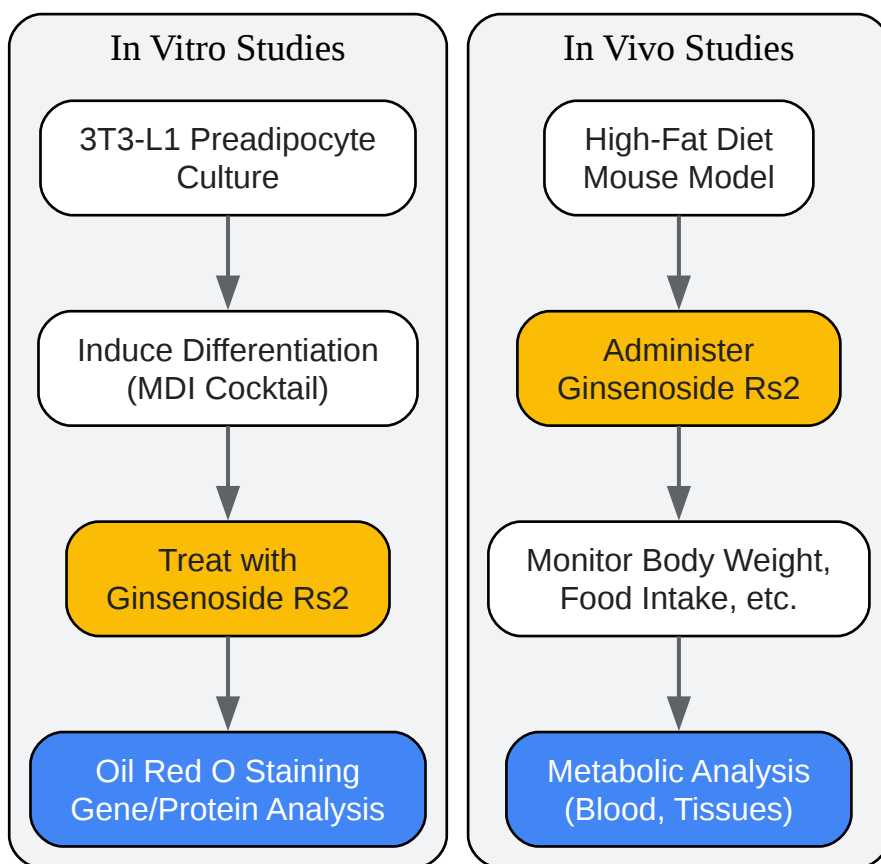 In Vitro Studies
3T3-L1 Preadipocyte
Culture
Induce Differentiation
(MDI Cocktail)
Treat with
Ginsenoside Rs2
Oil Red O Staining
Gene/Protein Analysis
In Vivo Studies
High-Fat Diet
Mouse Model
Administer
Ginsenoside Rs2
Monitor Body Weight,
Food Intake, etc.
Metabolic Analysis
(Blood, Tissues)